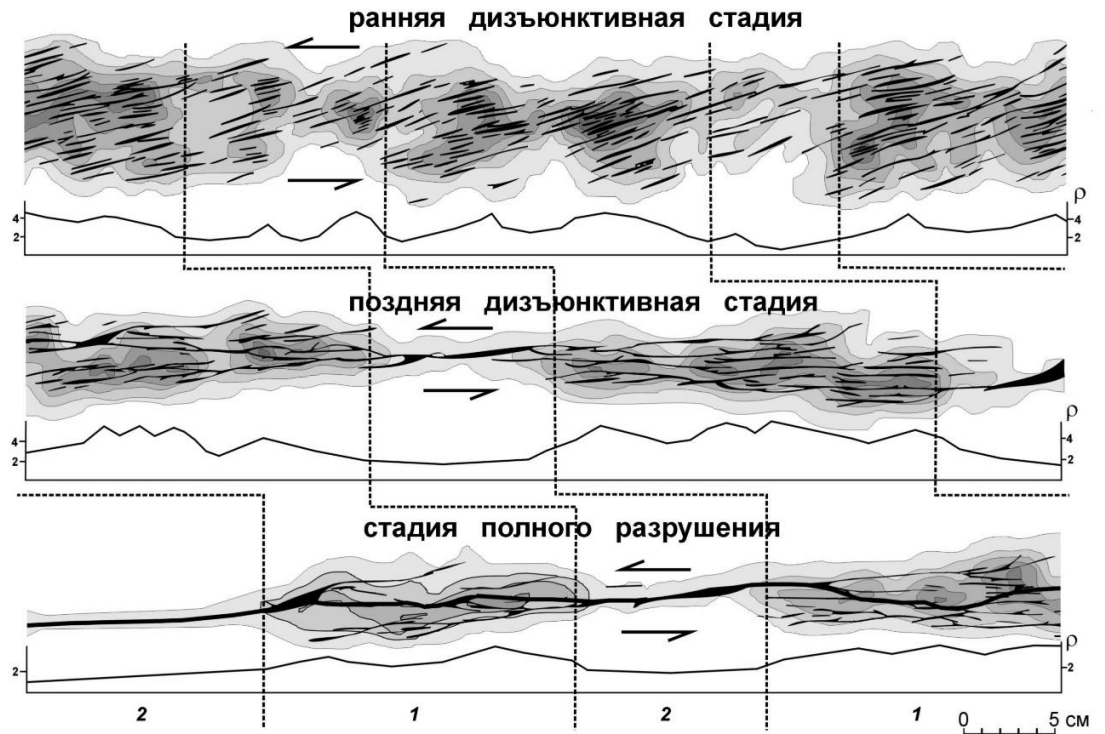 ранняя дизъюнктивная стадия
ρ
4 4
2 2
поздняя дизъюнктивная стадия
ρ
4 4
2 2
стадия полного разрушения
ρ
2 2
2 1 2 1
0 5 см